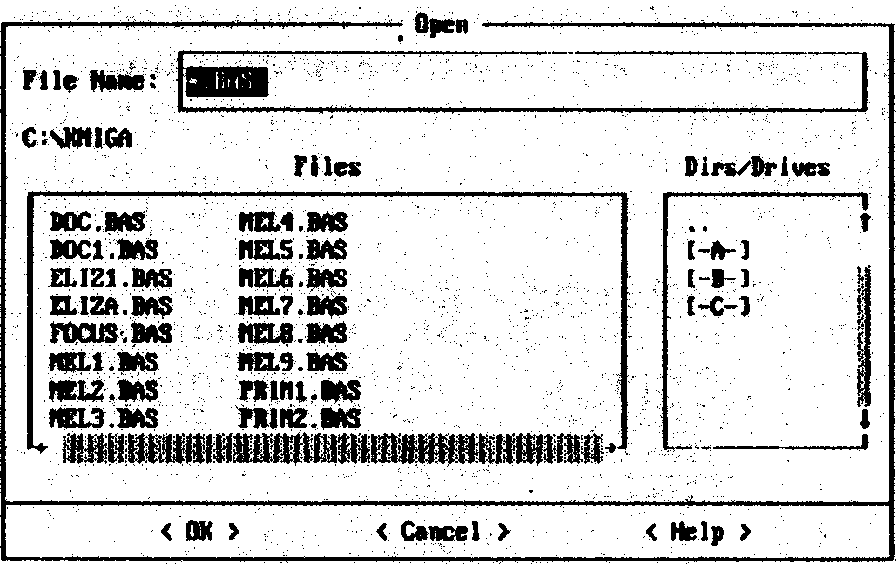 Open
File Name: *.BAS
C:\XMIGA
Files Dirs/Drives
DOC.BAS MEL4.BAS ..
DOC1.BAS MEL5.BAS [-A-]
ELIZ1.BAS MEL6.BAS [-B-]
ELIZA.BAS MEL7.BAS [-C-]
FOCUS.BAS MEL8.BAS
MEL1.BAS MEL9.BAS
MEL2.BAS PRIM1.BAS
MEL3.BAS PRIM2.BAS
< OK > < Cancel > < Help >